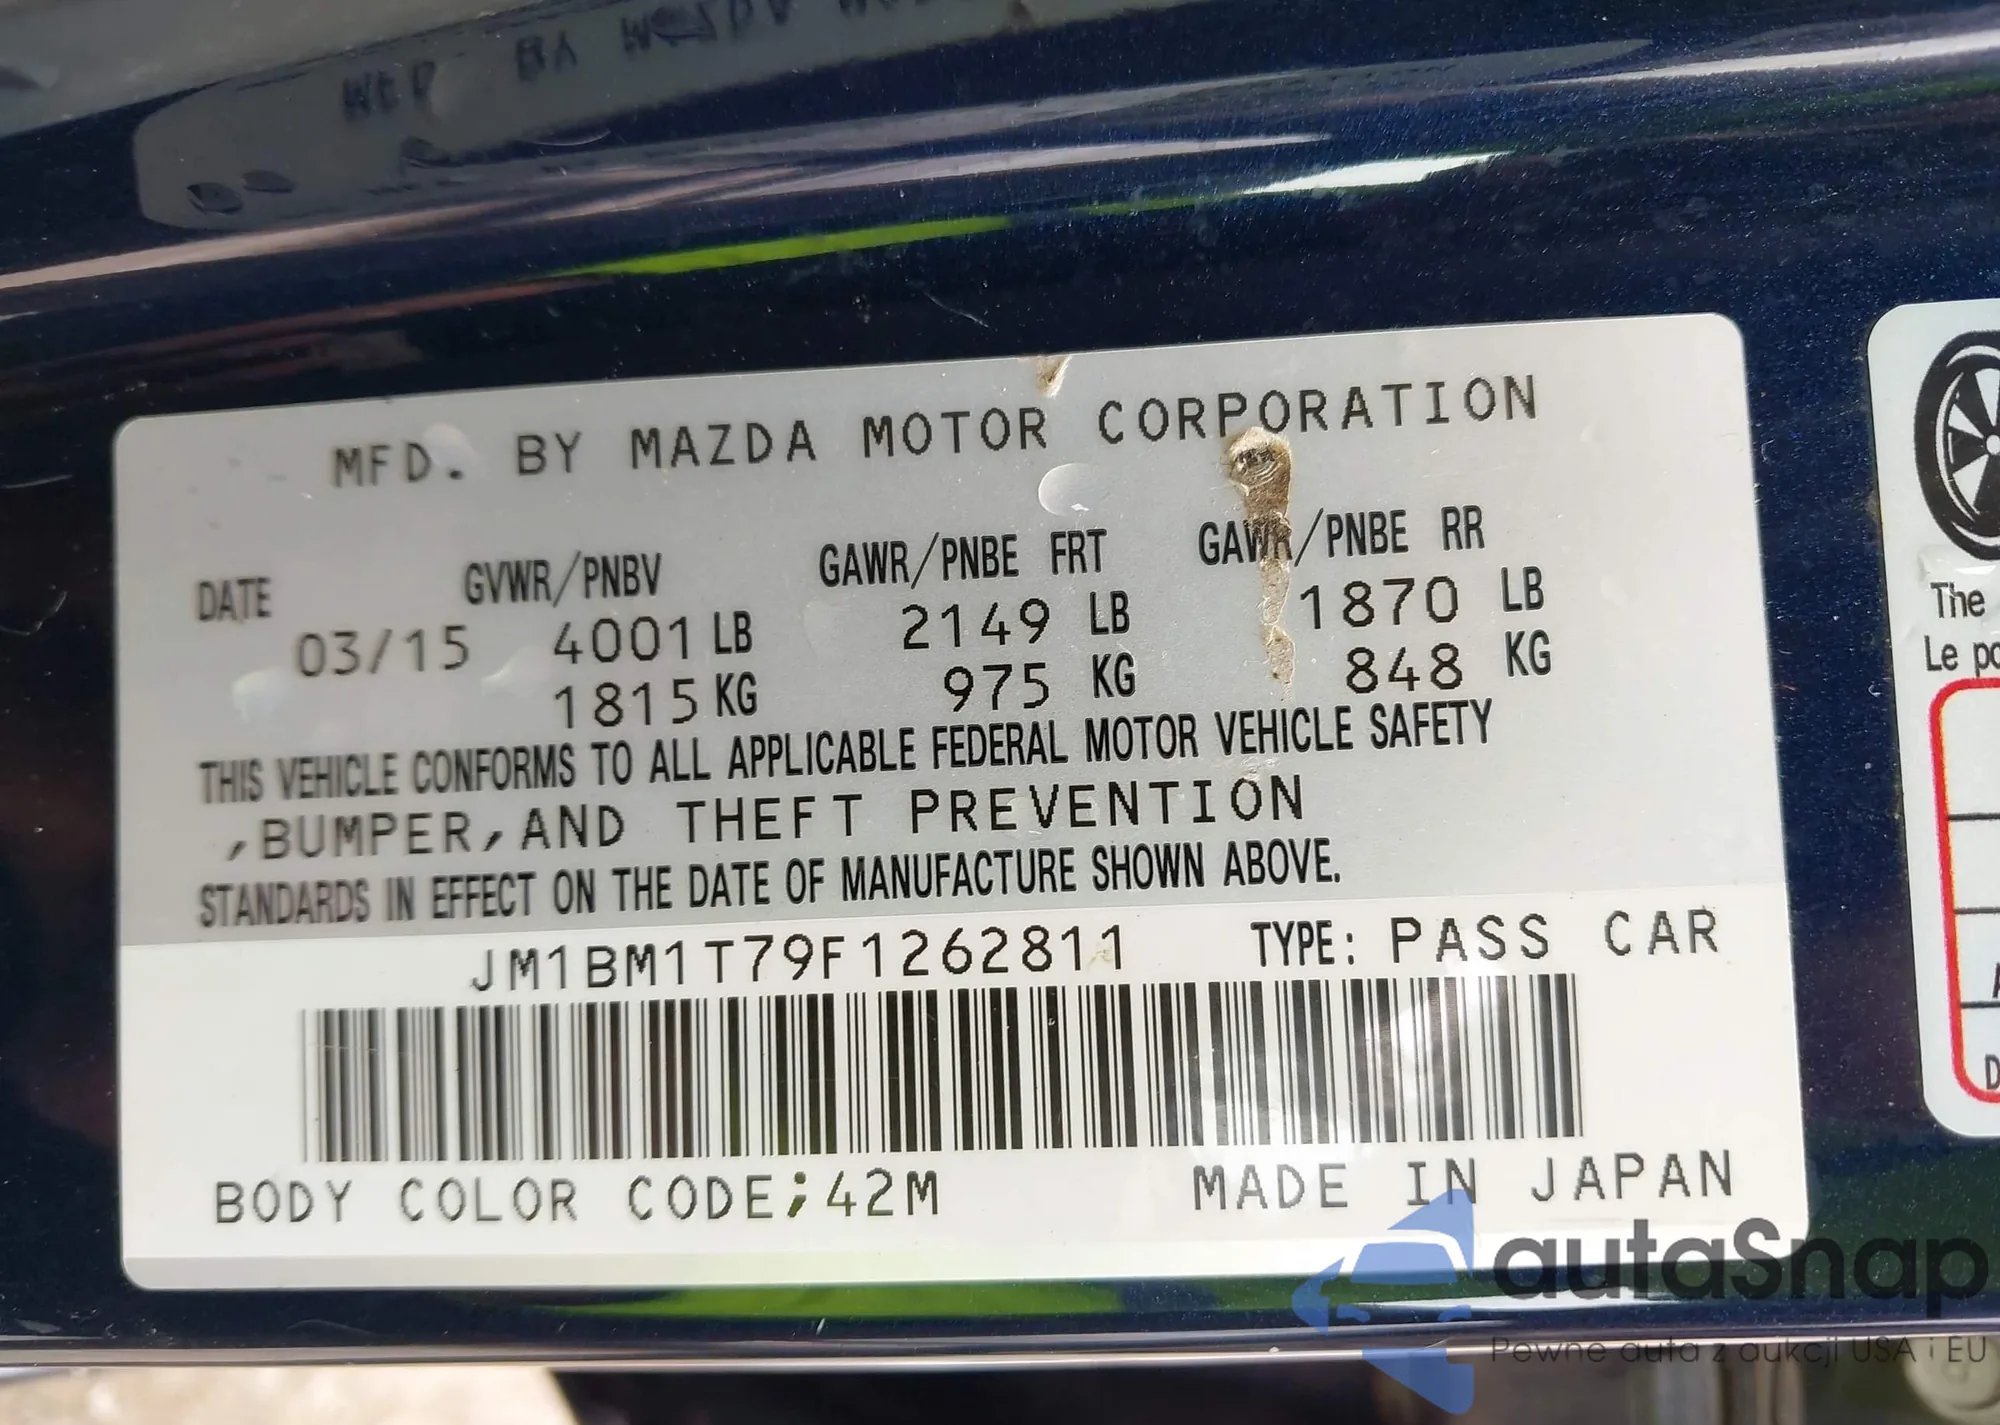 MFD. BY MAZDA MOTOR CORPORATION
DATE GVWR/PNBV GAWR/PNBE FRT GAWR/PNBE RR
03/15 4001 LB 2149 LB 1870 LB
1815 KG 975 KG 848 KG
THIS VEHICLE CONFORMS TO ALL APPLICABLE FEDERAL MOTOR VEHICLE SAFETY
,BUMPER,AND THEFT PREVENTION
STANDARDS IN EFFECT ON THE DATE OF MANUFACTURE SHOWN ABOVE.
JM1BM1T79F1262811 TYPE: PASS CAR
BODY COLOR CODE;42M MADE IN JAPAN
The
Le
autaSnap
Pewne auta z aukcji USA i EU